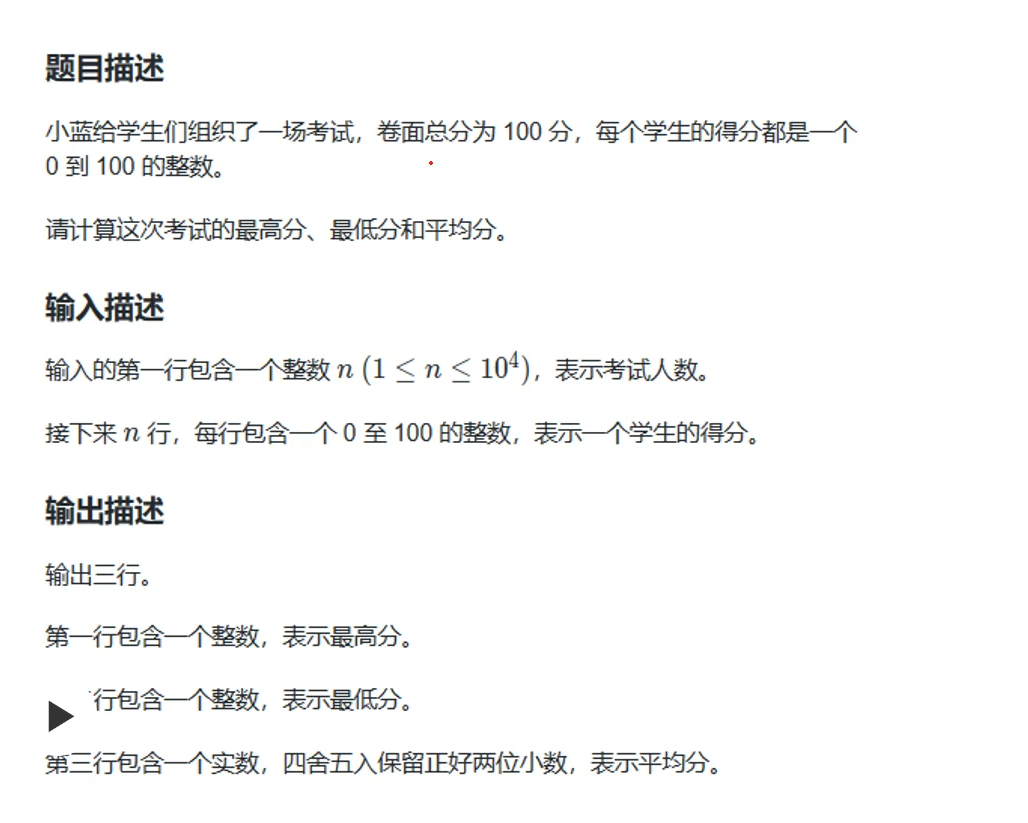 题目描述
小蓝给学生们组织了一场考试，卷面总分为 100 分，每个学生的得分都是一个
0 到 100 的整数。
请计算这次考试的最高分、最低分和平均分。
输入描述
输入的第一行包含一个整数 n (1 ≤ n ≤ 10⁴)，表示考试人数。
接下来 n 行，每行包含一个 0 至 100 的整数，表示一个学生的得分。
输出描述
输出三行。
第一行包含一个整数，表示最高分。
行包含一个整数，表示最低分。
第三行包含一个实数，四舍五入保留正好两位小数，表示平均分。